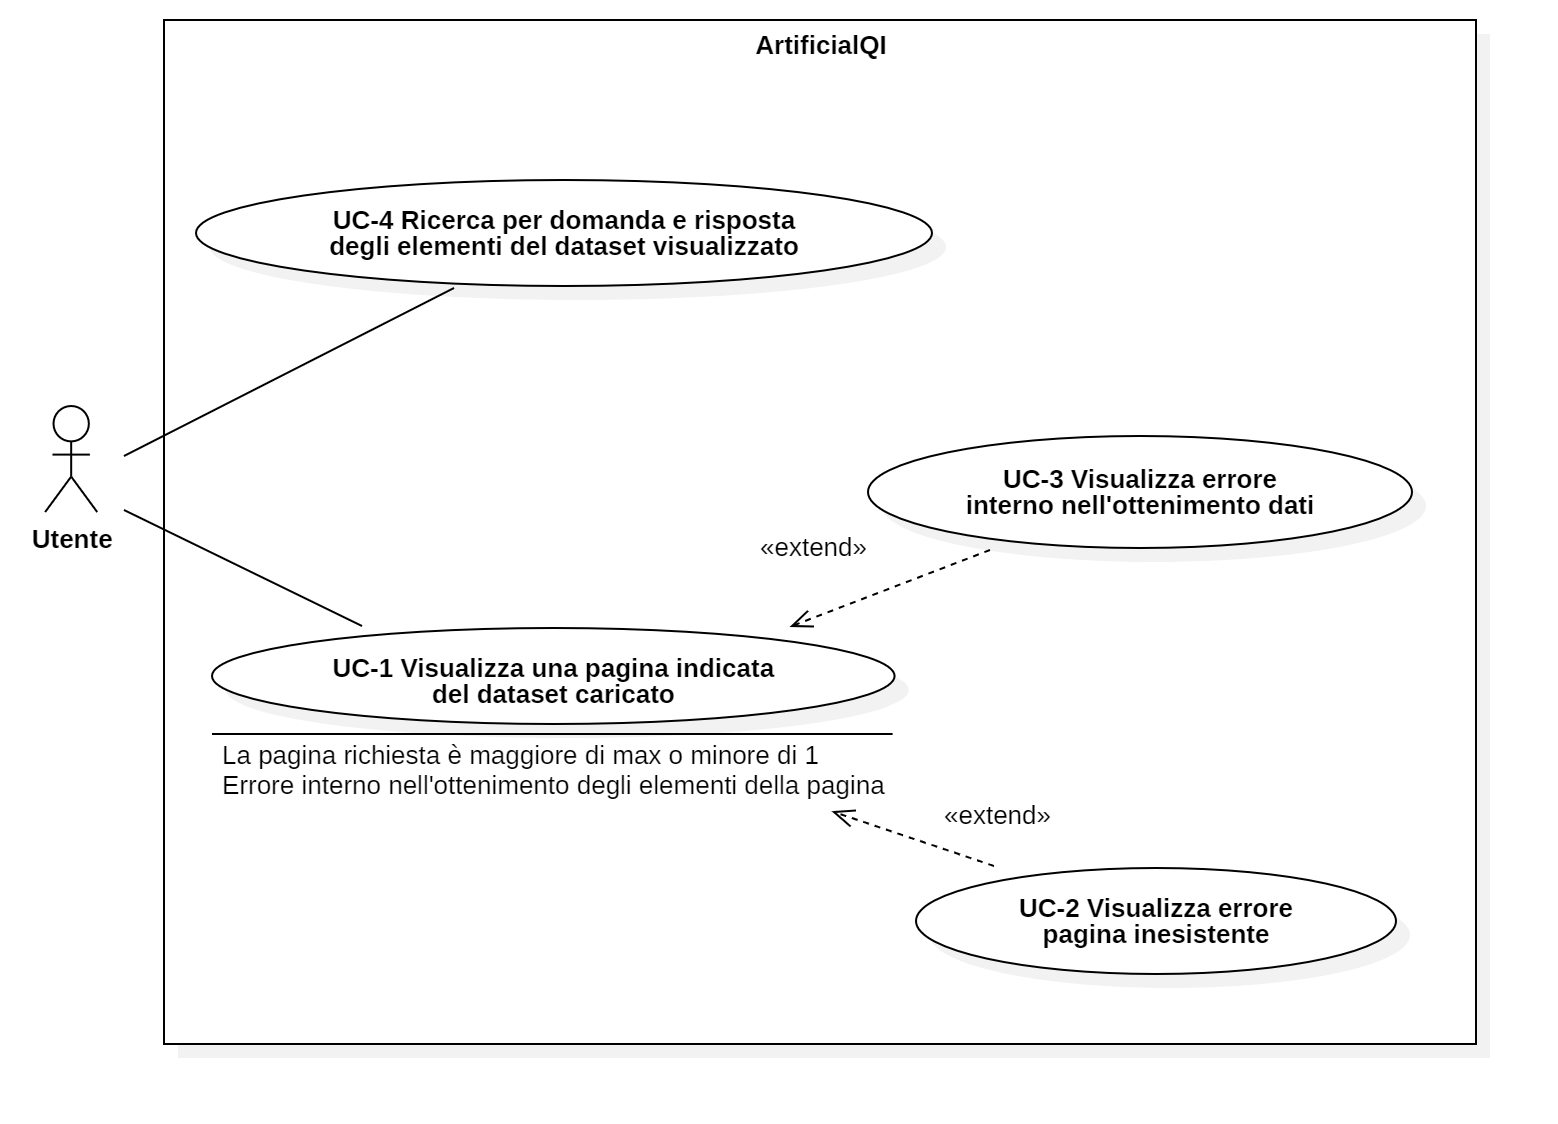 ArtificialQI
UC-4 Ricerca per domanda e risposta
degli elementi del dataset visualizzato
Utente
UC-3 Visualizza errore
interno nell'ottenimento dati
«extend»
UC-1 Visualizza una pagina indicata
del dataset caricato
La pagina richiesta è maggiore di max o minore di 1
Errore interno nell'ottenimento degli elementi della pagina
«extend»
UC-2 Visualizza errore
pagina inesistente